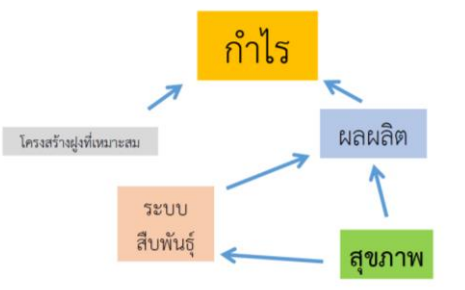 กำไร
โครงสร้างฝูงที่เหมาะสม
ผลผลิต
ระบบ
สืบพันธุ์
สุขภาพ